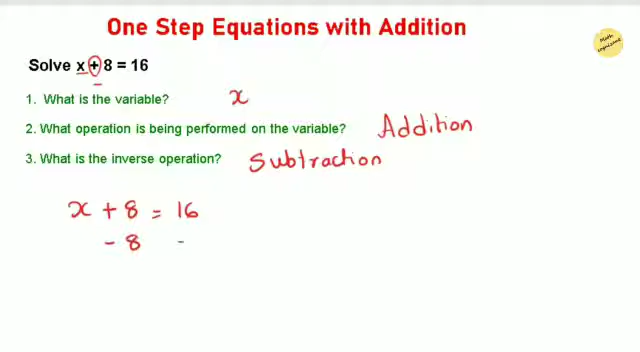 One Step Equations with Addition
Math
Solve x + 8 = 16
1. What is the variable? x
2. What operation is being performed on the variable? Addition
3. What is the inverse operation? Subtraction
x + 8 = 16
- 8 -